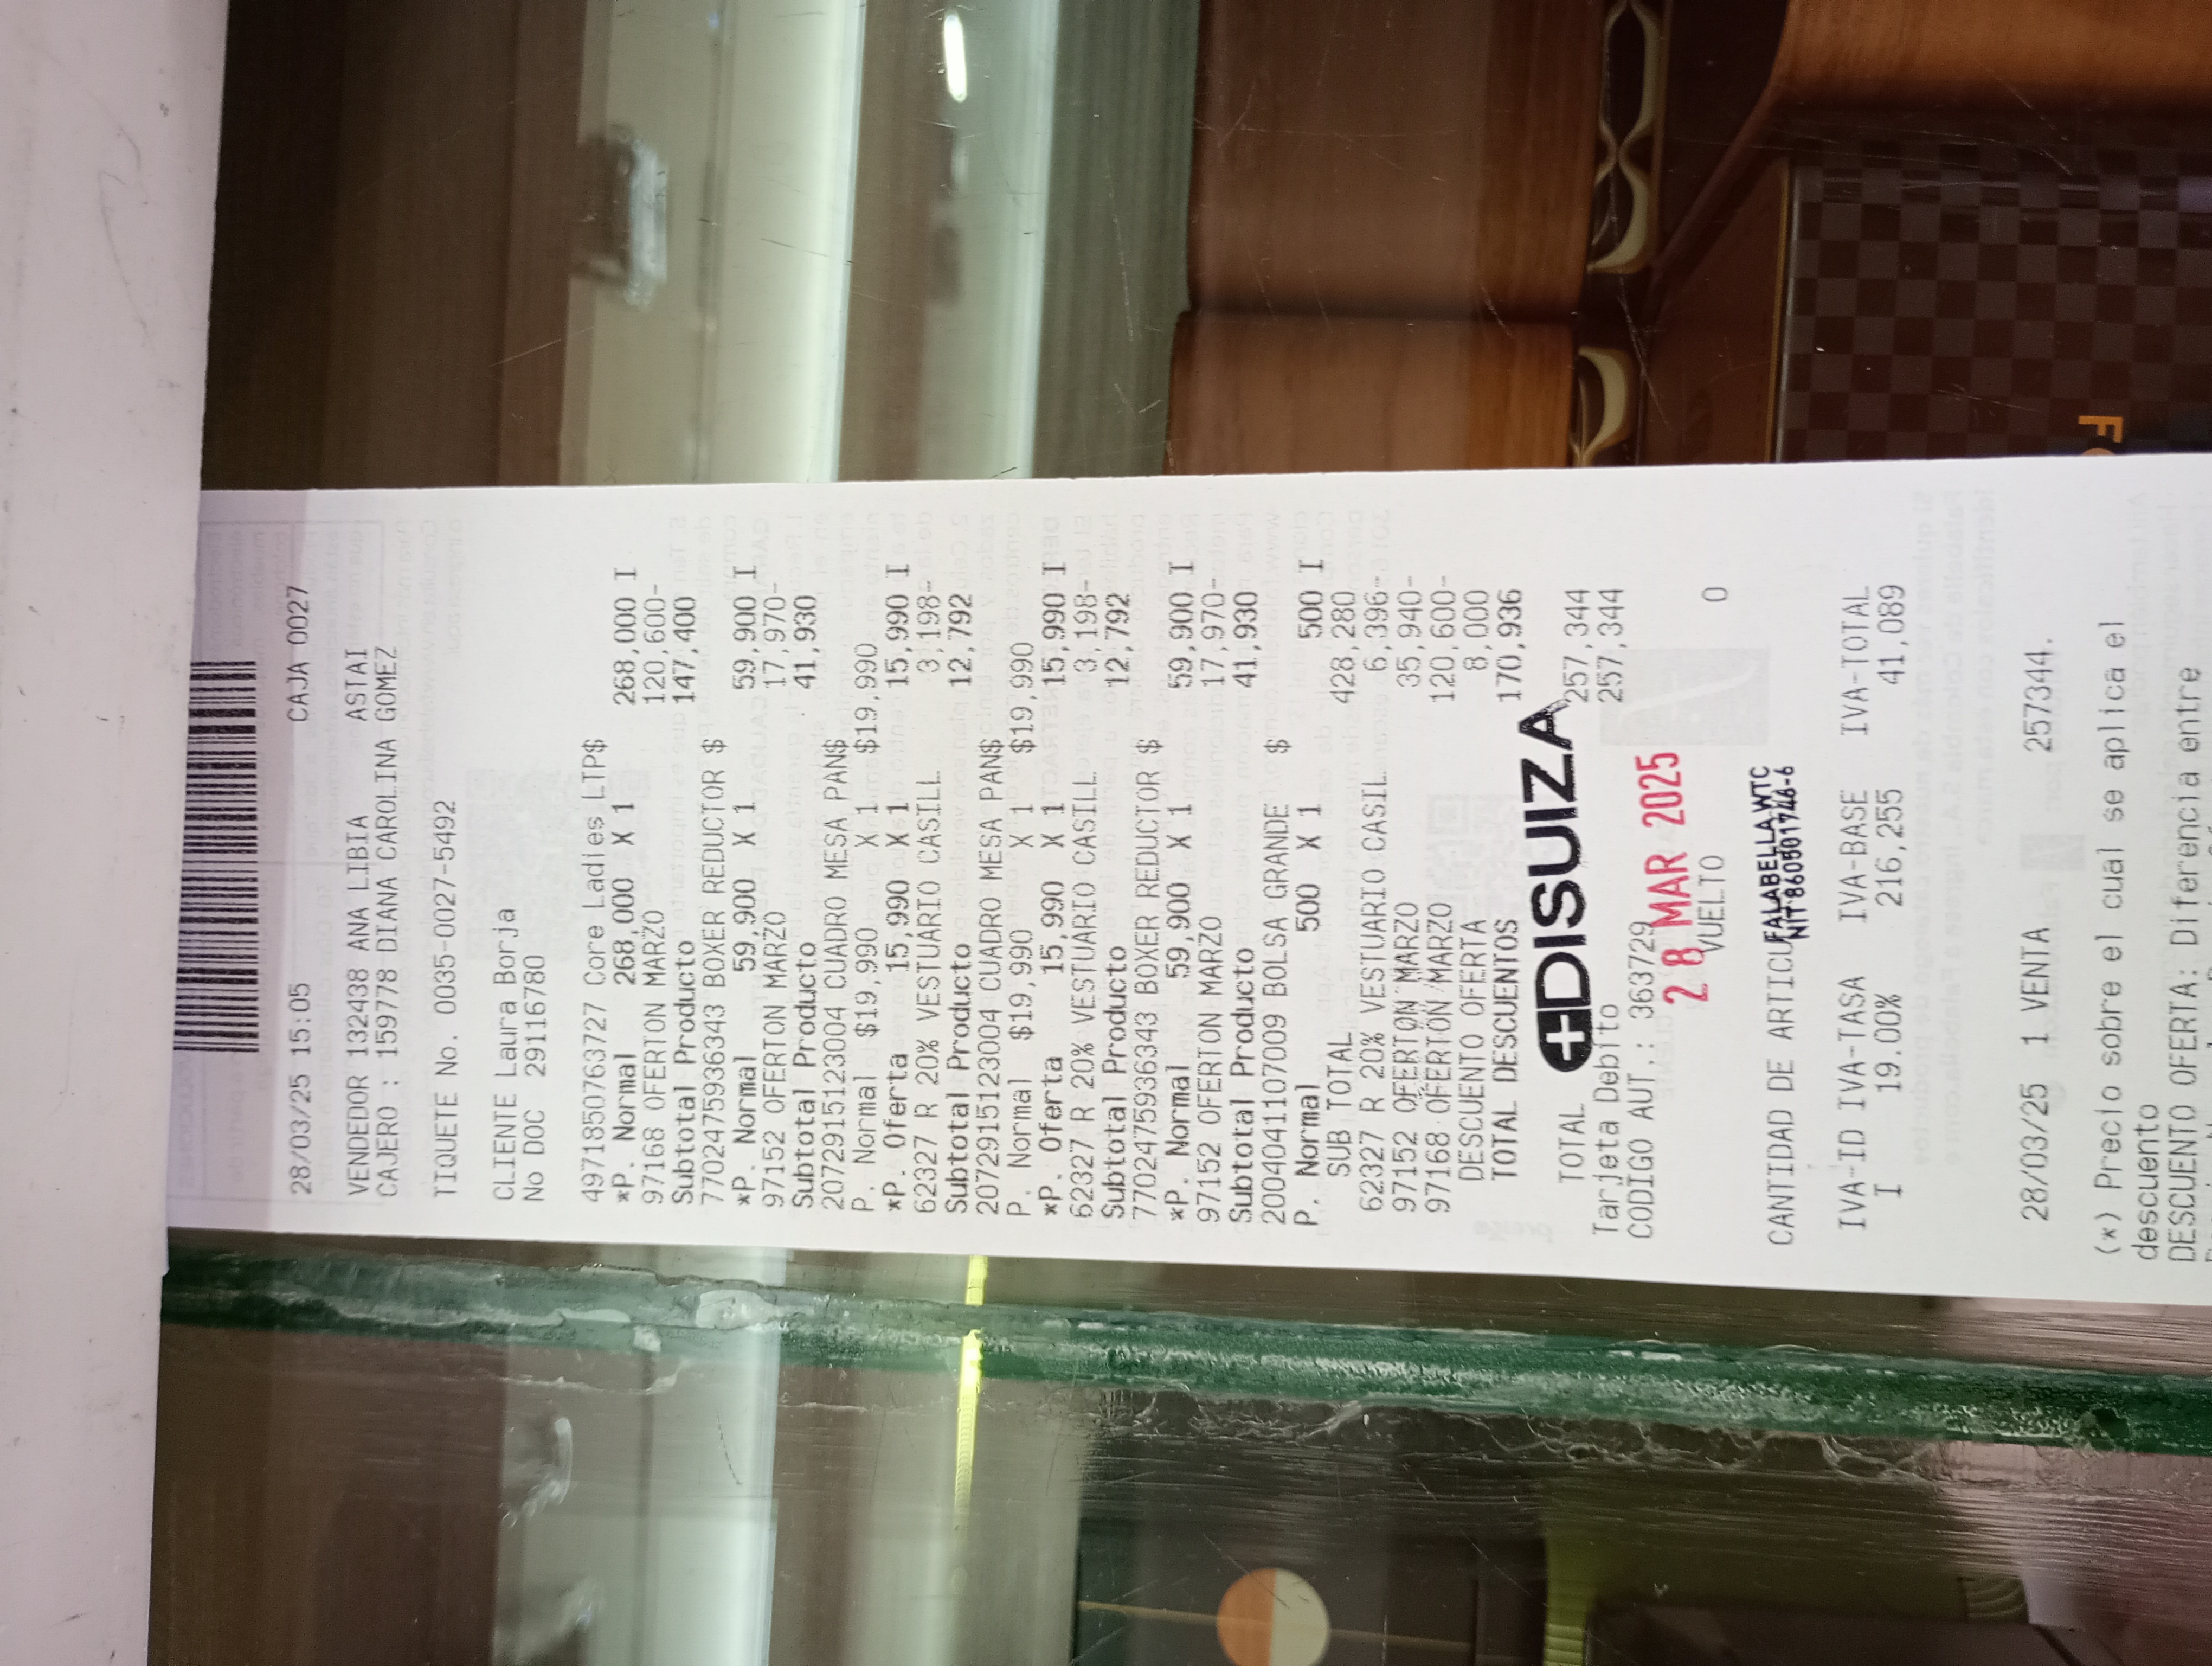 28/03/25 15:05 CAJA 0027
VENDEDOR 132438 ANA LIBIA ASTAI
CAJERO : 159778 DIANA CAROLINA GOMEZ
TIQUETE No. 0035-0027-5492
CLIENTE Laura Borja
No DOC 29116780
4971850763727 Core Ladies LTP$
*P. Normal 268,000 X 1 268,000 I
97168 OFERTON MARZO 120,600-
Subtotal Producto 147,400
7702475936343 BOXER REDUCTOR $
*P. Normal 59,900 X 1 59,900 I
97152 OFERTON MARZO 17,970-
Subtotal Producto 41,930
2072915123004 CUADRO MESA PAN$
P. Normal $19,990 X 1 $19,990
*P. Oferta 15,990 X 1 15,990 I
62327 R 20% VESTUARIO CASILL 3,198-
Subtotal Producto 12,792
2072915123004 CUADRO MESA PAN$
P. Normal $19,990 X 1 $19,990
*P. Oferta 15,990 X 1 15,990 I
62327 R 20% VESTUARIO CASILL 3,198-
Subtotal Producto 12,792
7702475936343 BOXER REDUCTOR $
*P. Normal 59,900 X 1 59,900 I
97152 OFERTON MARZO 17,970-
Subtotal Producto 41,930
2004041107009 BOLSA GRANDE $
P. Normal 500 X 1 500 I
SUB TOTAL 428,280
62327 R 20% VESTUARIO CASIL 6,396-
97152 OFERTON MARZO 35,940-
97168 OFERTON MARZO 120,600-
DESCUENTO OFERTA 8,000
TOTAL DESCUENTOS 170,936
DISUIZA
TOTAL 257,344
Tarjeta Debito 257,344
CODIGO AUT.: 363729
28 MAR 2025
VUELTO 0
CANTIDAD DE ARTICU
FALABELLA WTC
NIT 860501746-6
IVA-ID IVA-TASA IVA-BASE IVA-TOTAL
I 19.00% 216,255 41,089
28/03/25 1 VENTA 257344.
(*) Precio sobre el cual se aplica el
descuento
DESCUENTO OFERTA: Diferencia entre